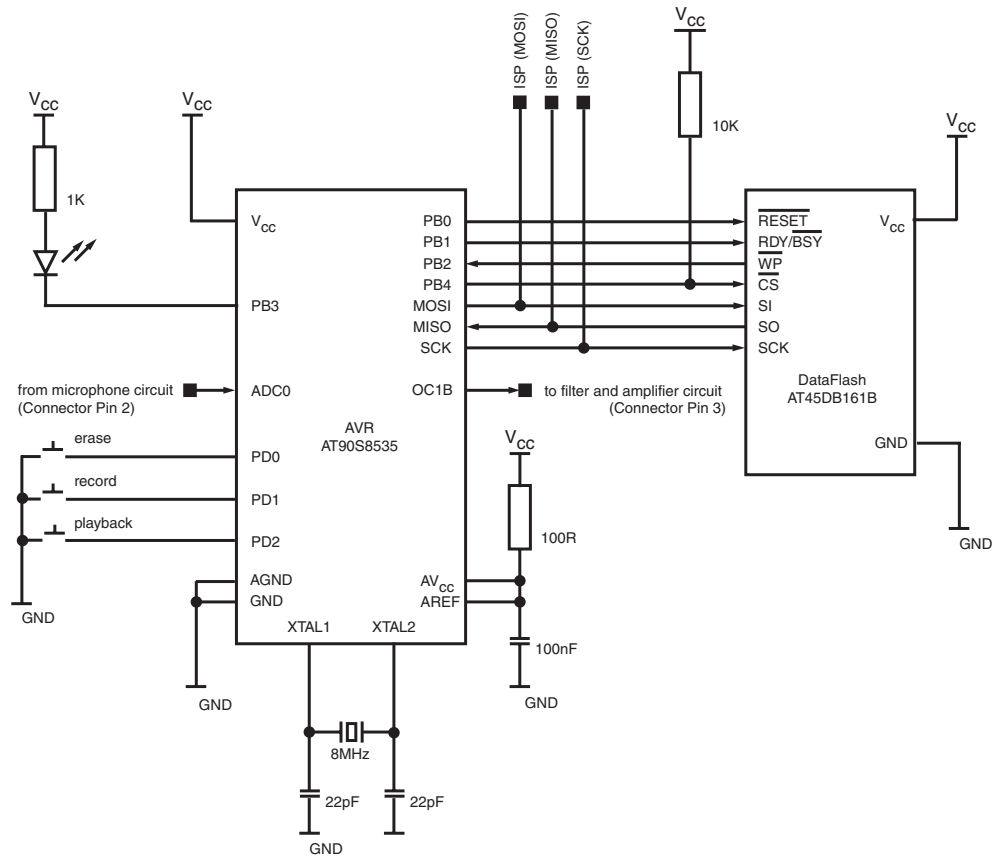 ISP (MOSI)
ISP (MISO)
ISP (SCK)
VCC
10K
VCC
1K
VCC
VCC
VCC
PB3
ADC0
PD0
PD1
PD2
AGND
GND
XTAL1
XTAL2
AVR
AT90S8535
PB0
PB1
PB2
PB4
MOSI
MISO
SCK
OC1B
AVCC
AREF
RESET
RDY/BSY
WP
CS
SI
SO
SCK
VCC
DataFlash
AT45DB161B
GND
GND
from microphone circuit
(Connector Pin 2)
to filter and amplifier circuit
(Connector Pin 3)
erase
record
playback
GND
GND
VCC
100R
100nF
GND
8MHz
22pF
22pF
GND